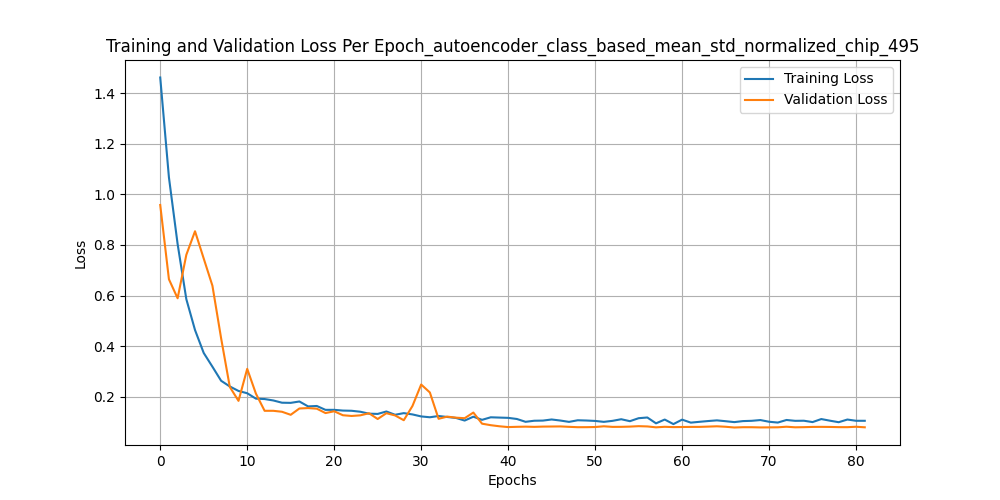 Training and Validation Loss Per Epoch_autoencoder_class_based_mean_std_normalized_chip_495
Training Loss
Validation Loss
1.4
1.2
1.0
0.8
0.6
0.4
0.2
Loss
0 10 20 30 40 50 60 70 80
Epochs